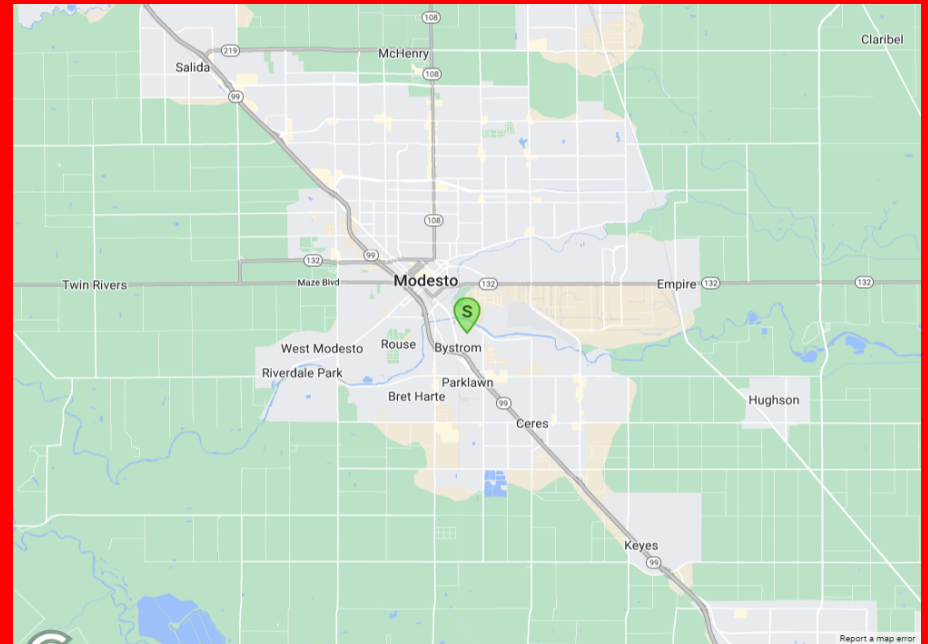 108
Claribel
219
McHenry
Salida
108
99
108
132
99
Modesto
Twin Rivers
Maze Blvd
132
Empire
132
132
S
West Modesto
Rouse
Bystrom
Riverdale Park
Parklawn
Bret Harte
99
Hughson
Ceres
Keyes
99
Report a map error